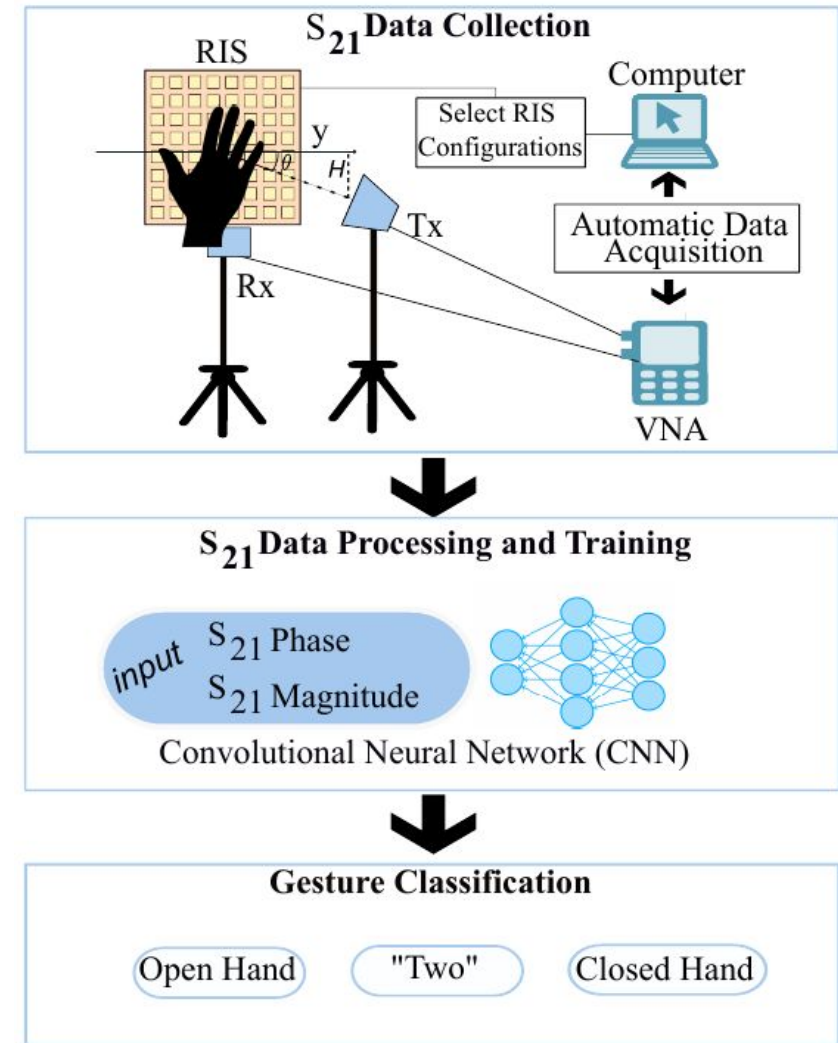 S21 Data Collection
RIS
Computer
Select RIS
Configurations
y
θ
H
Tx
Automatic Data
Acquisition
Rx
VNA
S21 Data Processing and Training
input
S21 Phase
S21 Magnitude
Convolutional Neural Network (CNN)
Gesture Classification
Open Hand
"Two"
Closed Hand